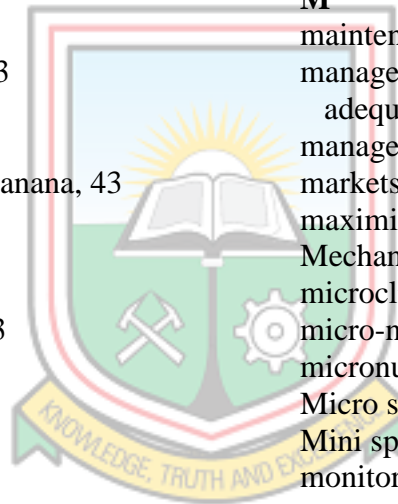 3
anana, 43
3
M
mainten
manage
adequ
manage
markets
maximi
Mechan
microcl
micro-n
micronu
Micro s
Mini sp
monitor
KNOWLEDGE, TRUTH AND EXCELLENCE